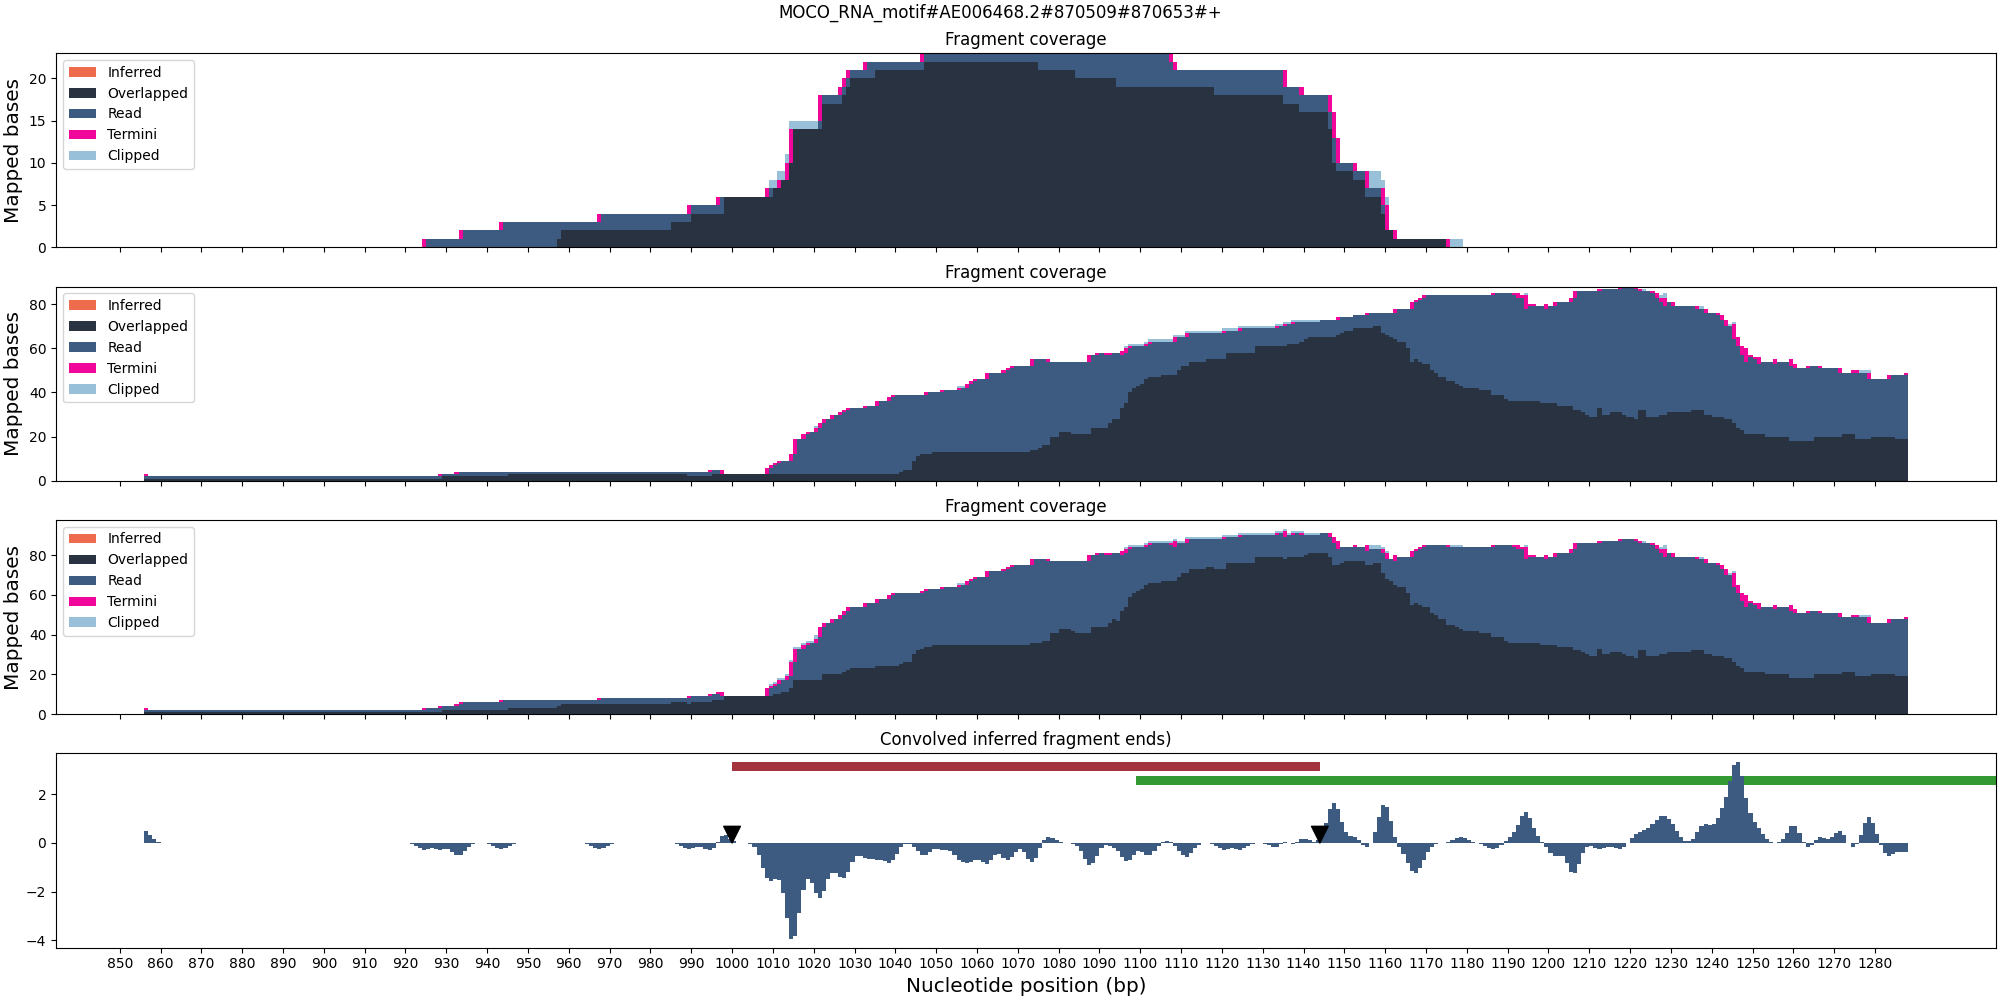 MOCO_RNA_motif#AE006468.2#870509#870653#+
Fragment coverage
Mapped bases
20
15
10
5
0
Inferred
Overlapped
Read
Termini
Clipped
Fragment coverage
Mapped bases
80
60
40
20
0
Inferred
Overlapped
Read
Termini
Clipped
Fragment coverage
Mapped bases
80
60
40
20
0
Inferred
Overlapped
Read
Termini
Clipped
Convolved inferred fragment ends)
2
0
−2
−4
850 860 870 880 890 900 910 920 930 940 950 960 970 980 990 1000 1010 1020 1030 1040 1050 1060 1070 1080 1090 1100 1110 1120 1130 1140 1150 1160 1170 1180 1190 1200 1210 1220 1230 1240 1250 1260 1270 1280
Nucleotide position (bp)